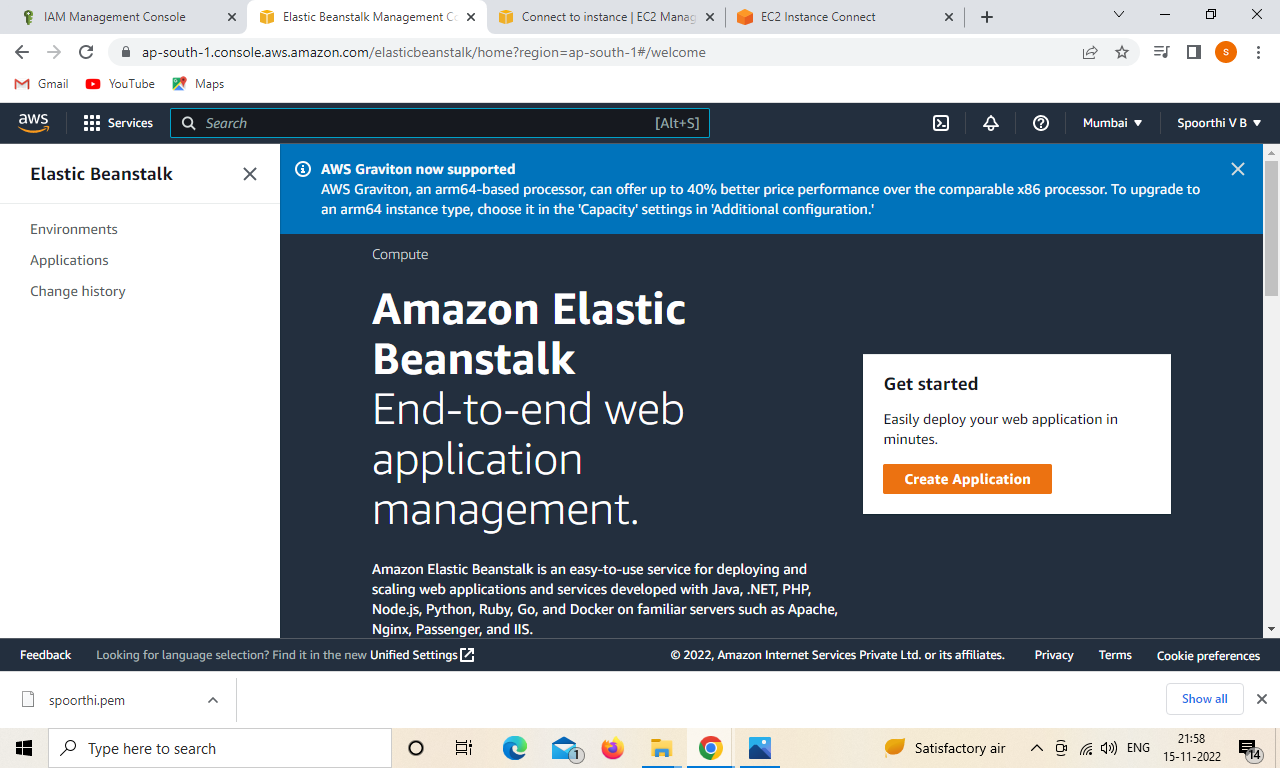 IAM Management Console
Elastic Beanstalk Management Co
Connect to instance | EC2 Manag
EC2 Instance Connect
ap-south-1.console.aws.amazon.com/elasticbeanstalk/home?region=ap-south-1#/welcome
s
Gmail
YouTube
Maps
aws
Services
Search
[Alt+S]
Mumbai
Spoorthi V B
Elastic Beanstalk
Environments
Applications
Change history
AWS Graviton now supported
AWS Graviton, an arm64-based processor, can offer up to 40% better price performance over the comparable x86 processor. To upgrade to
an arm64 instance type, choose it in the 'Capacity' settings in 'Additional configuration.'
Compute
Amazon Elastic
Beanstalk
End-to-end web
application
management.
Amazon Elastic Beanstalk is an easy-to-use service for deploying and
scaling web applications and services developed with Java, .NET, PHP,
Node.js, Python, Ruby, Go, and Docker on familiar servers such as Apache,
Nginx, Passenger, and IIS.
Get started
Easily deploy your web application in
minutes.
Create Application
Feedback
Looking for language selection? Find it in the new Unified Settings
© 2022, Amazon Internet Services Private Ltd. or its affiliates.
Privacy
Terms
Cookie preferences
spoorthi.pem
Show all
Type here to search
1
Satisfactory air
ENG
21:58
15-11-2022
14